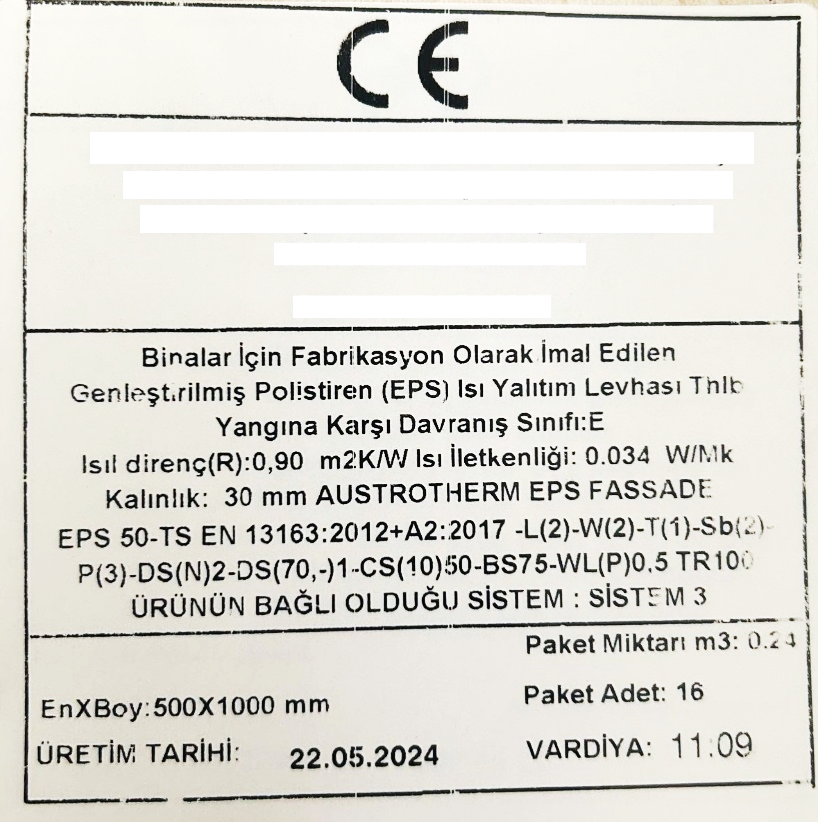 CE
Binalar İçin Fabrikasyon Olarak İmal Edilen
Genleştirilmiş Polistiren (EPS) Isı Yalıtım Levhası
Yangına Karşı Davranış Sınıfı:E
Isıl direnç(R):0,90 m2K/W Isı İletkenliği: 0.034 W/Mk
Kalınlık: 30 mm AUSTROTHERM EPS FASSADE
EPS 50-TS EN 13163:2012+A2:2017 -L(2)-W(2)-T(1)-Sb(2)-
P(3)-DS(N)2-DS(70,-)1-CS(10)50-BS75-WL(P)0,5 TR100
ÜRÜNÜN BAĞLI OLDUĞU SİSTEM : SİSTEM 3
Paket Miktarı m3: 0.24
EnXBoy:500X1000 mm
Paket Adet: 16
ÜRETİM TARİHİ: 22.05.2024
VARDİYA: 11:09